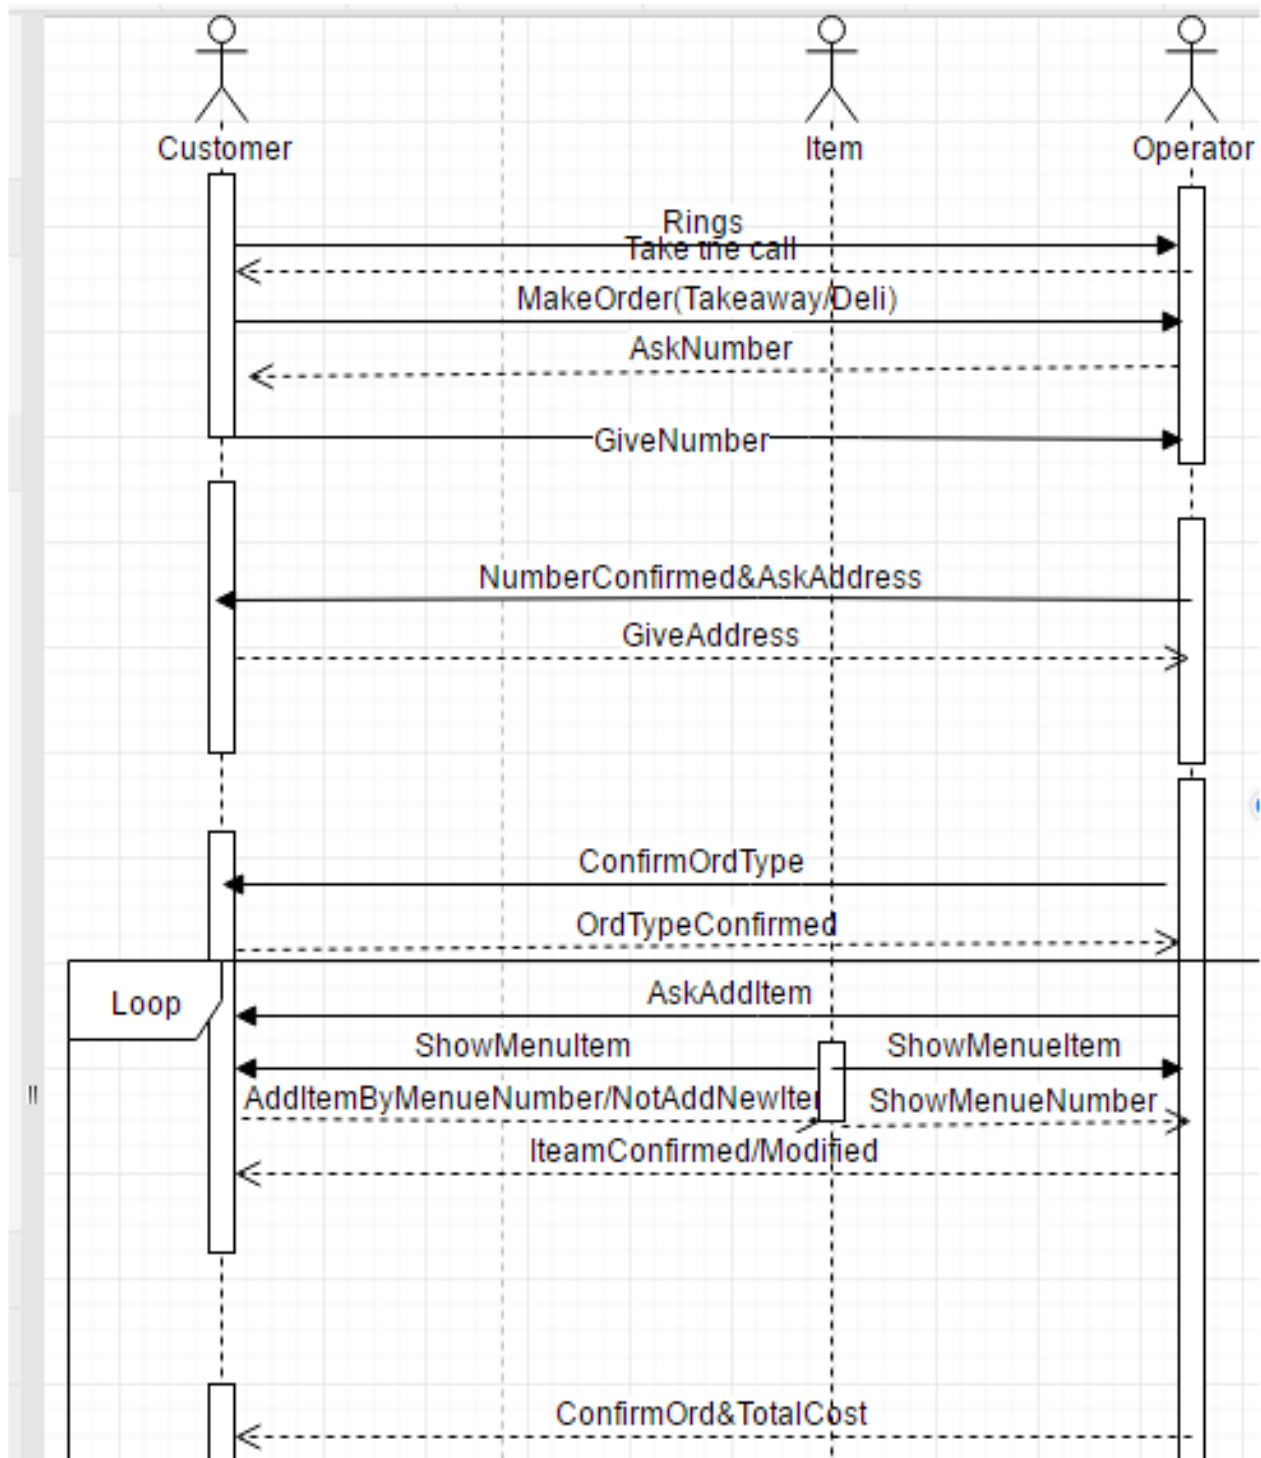 Customer
Item
Operator
Rings
Take the call
MakeOrder(Takeaway/Deli)
AskNumber
GiveNumber
NumberConfirmed&AskAddress
GiveAddress
ConfirmOrdType
OrdTypeConfirmed
Loop
AskAddItem
ShowMenuItem
ShowMenueItem
AddItemByMenueNumber/NotAddNewIter
ShowMenueNumber
IteamConfirmed/Modified
ConfirmOrd&TotalCost